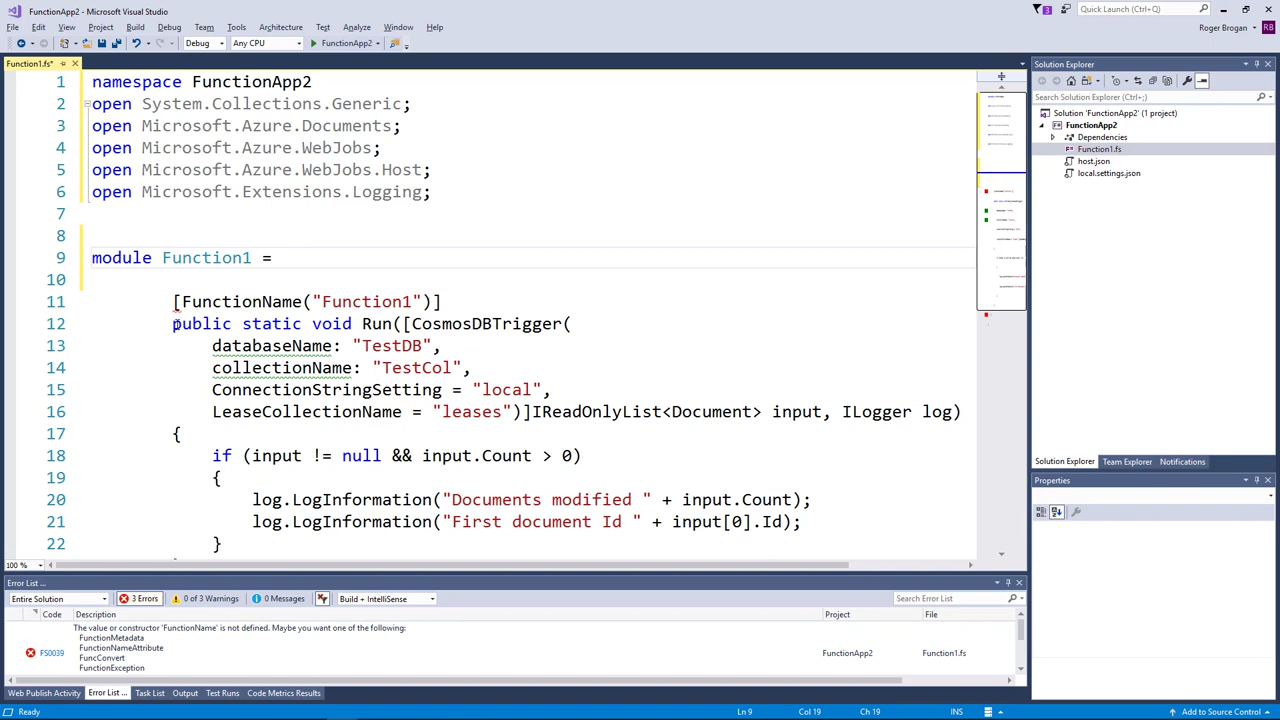 FunctionApp2 - Microsoft Visual Studio
3
Quick Launch (Ctrl+Q)
File Edit View Project Build Debug Team Tools Architecture Test Analyze Window Help
Roger Brogan RB
Debug Any CPU FunctionApp2
Function1.fs*
1 namespace FunctionApp2
2 open System.Collections.Generic;
3 open Microsoft.Azure.Documents;
4 open Microsoft.Azure.WebJobs;
5 open Microsoft.Azure.WebJobs.Host;
6 open Microsoft.Extensions.Logging;
7
8
9 module Function1 =
10
11 [FunctionName("Function1")]
12 public static void Run([CosmosDBTrigger(
13 databaseName: "TestDB",
14 collectionName: "TestCol",
15 ConnectionStringSetting = "local",
16 LeaseCollectionName = "leases")]IReadOnlyList<Document> input, ILogger log)
17 {
18 if (input != null && input.Count > 0)
19 {
20 log.LogInformation("Documents modified " + input.Count);
21 log.LogInformation("First document Id " + input[0].Id);
22 }
100 %
Solution Explorer
Search Solution Explorer (Ctrl+;)
Solution 'FunctionApp2' (1 project)
FunctionApp2
Dependencies
Function1.fs
host.json
local.settings.json
Solution Explorer Team Explorer Notifications
Properties
Error List ...
Entire Solution 3 Errors 0 of 3 Warnings 0 Messages Build + IntelliSense Search Error List
Code Description Project File
The value or constructor 'FunctionName' is not defined. Maybe you want one of the following:
FunctionMetadata
FunctionNameAttribute
FuncConvert
FunctionException
FS0039 FunctionApp2 Function1.fs
Web Publish Activity Error List ... Task List Output Test Runs Code Metrics Results
Ready Ln 9 Col 19 Ch 19 INS Add to Source Control